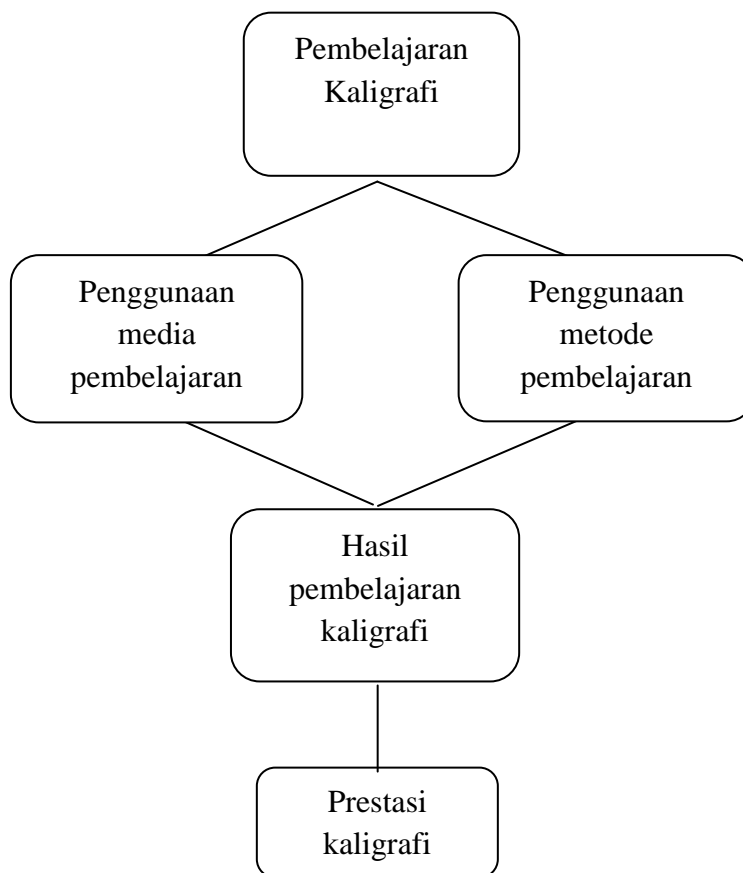 Pembelajaran
Kaligrafi
Penggunaan
media
pembelajaran
Penggunaan
metode
pembelajaran
Hasil
pembelajaran
kaligrafi
Prestasi
kaligrafi